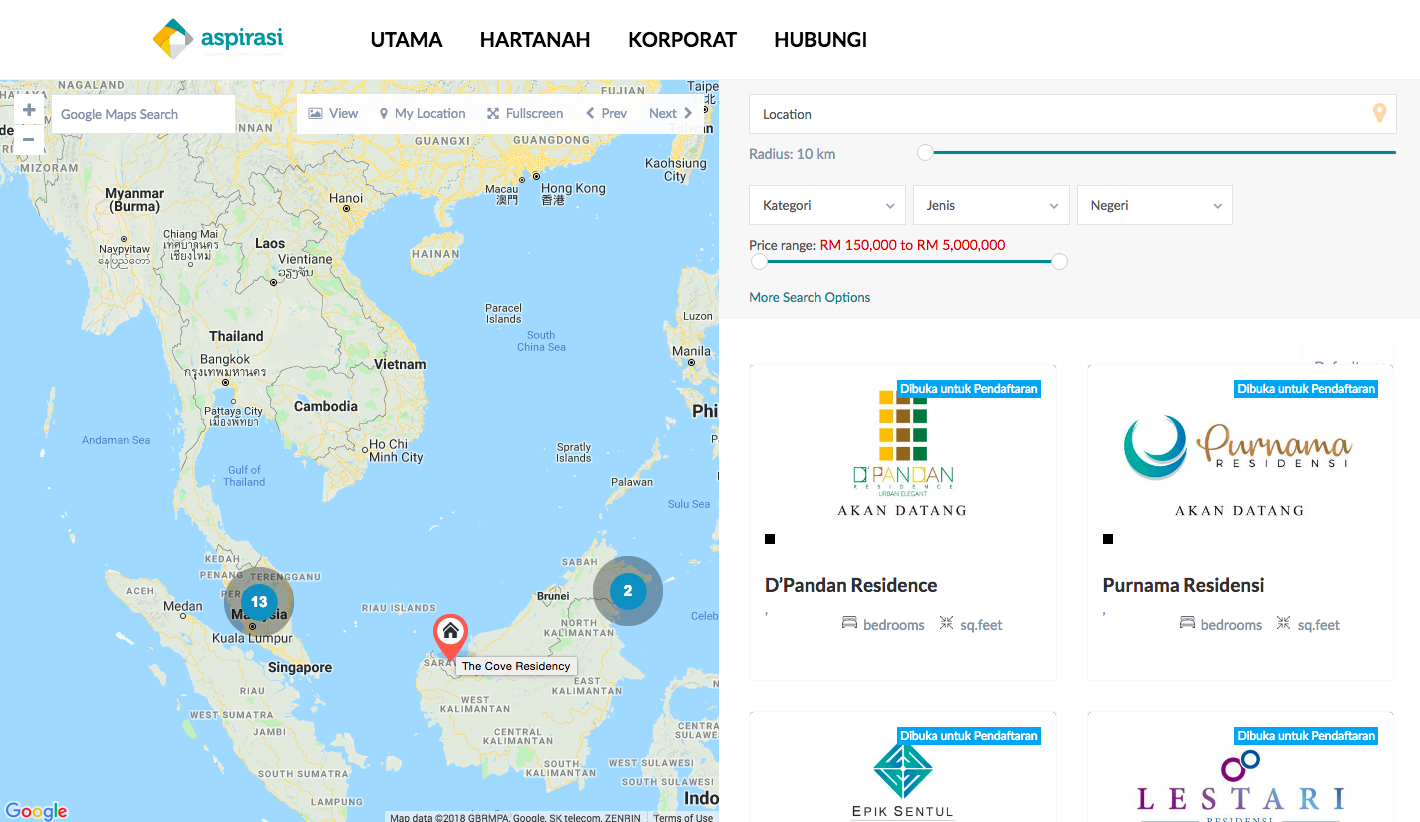 aspirasi
UTAMA HARTANAH KORPORAT HUBUNGI
+
−
Google Maps Search
View My Location Fullscreen Prev Next
NAGALAND
FUJIAN
MIZORAM
GUANGXI
GUANGDONG
Kaohsiung
City
Macau
澳門
Hong Kong
香港
Myanmar
(Burma)
Hanoi
Chiang Mai
เชียงใหม่
Naypyitaw
နေပြည်တော်
Laos
Vientiane
ວຽງຈັນ
HAINAN
Paracel
Islands
Luzon
South
China Sea
Thailand
Bangkok
กรุงเทพมหานคร
Manila
Vietnam
Pattaya City
เมืองพัทยา
Cambodia
Phi
Andaman Sea
Ho Chi
Minh City
Spratly
Islands
Gulf of
Thailand
Palawan
Sulu Sea
KEDAH
PENANG
TERENGGANU
SABAH
ACEH
Medan
13
Kuala Lumpur
RIAU ISLANDS
Brunei
2
Celeb
NORTH
KALIMANTAN
The Cove Residency
Singapore
RIAU
WEST SUMATRA
JAMBI
WEST
KALIMANTAN
EAST
KALIMANTAN
CENTRAL
KALIMANTAN
SOUTH
KALIMANTAN
WEST SULAWESI
SOUTH SULAWESI
SOUTH SUMATRA
LAMPUNG
Indo
Google
Map data ©2018 GBRMPA, Google, SK telecom, ZENRIN Terms of Use
Location
Radius: 10 km
Kategori Jenis Negeri
Price range: RM 150,000 to RM 5,000,000
More Search Options
Dibuka untuk Pendaftaran
D'PANDAN
RESIDENCE
URBAN ELEGANT
AKAN DATANG
D’Pandan Residence
,
bedrooms sq.feet
Dibuka untuk Pendaftaran
Purnama
RESIDENSI
AKAN DATANG
Purnama Residensi
,
bedrooms sq.feet
Dibuka untuk Pendaftaran
EPIK SENTUL
Dibuka untuk Pendaftaran
LESTARI
RESIDENSI